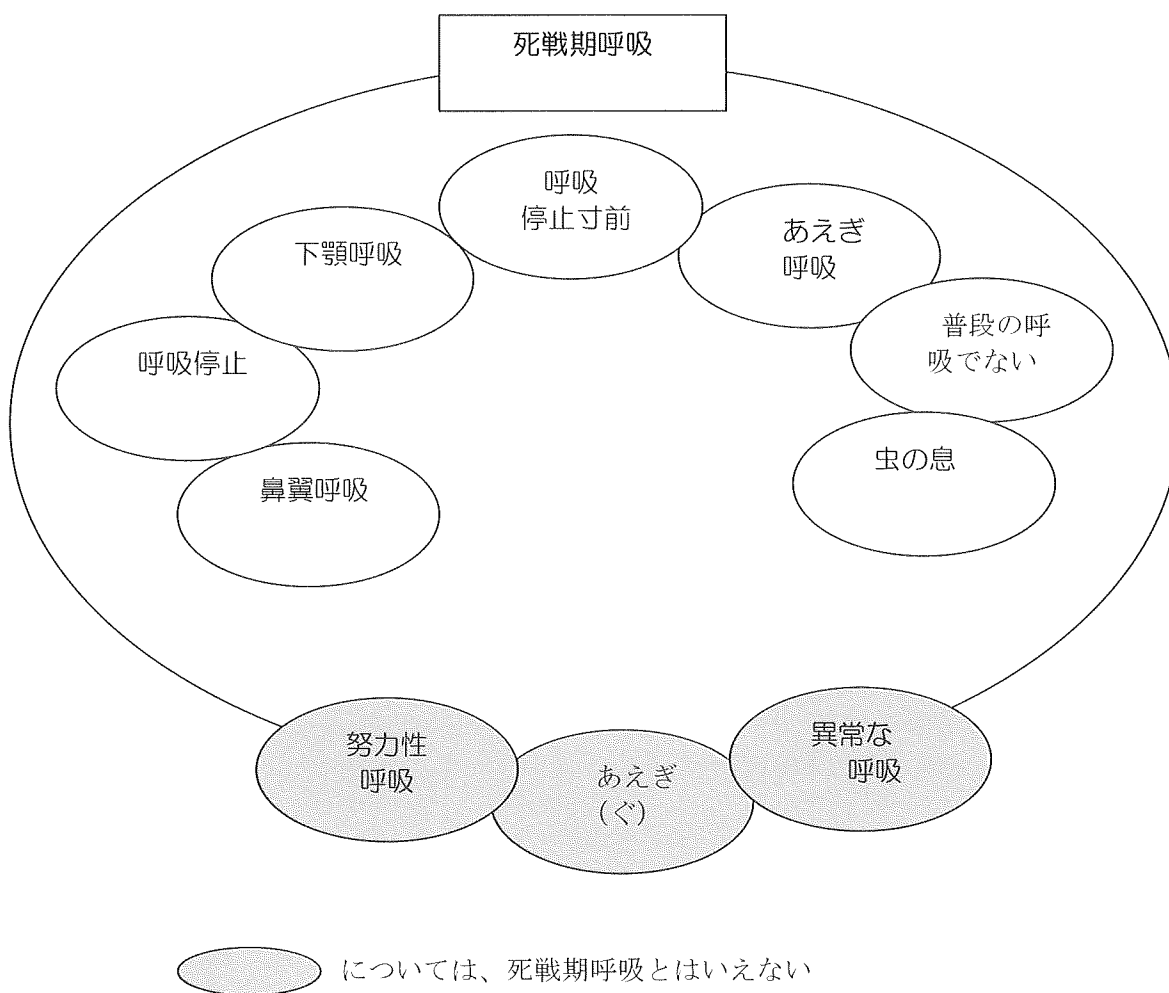 死戦期呼吸
呼吸
停止寸前
あえぎ
呼吸
下顎呼吸
普段の呼
吸でない
呼吸停止
虫の息
鼻翼呼吸
努力性
呼吸
あえぎ
(ぐ)
異常な
呼吸
については、死戦期呼吸とはいえない